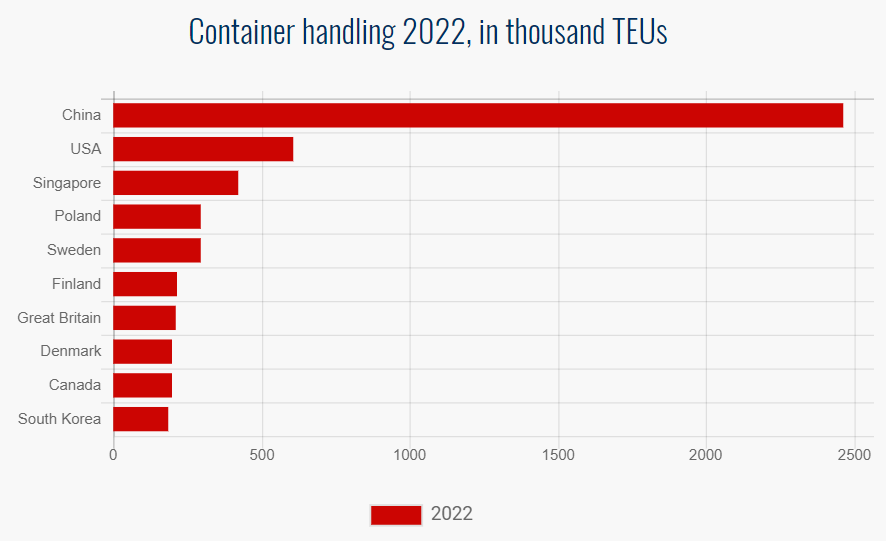 Container handling 2022, in thousand TEUs
China
USA
Singapore
Poland
Sweden
Finland
Great Britain
Denmark
Canada
South Korea
0 500 1000 1500 2000 2500
2022